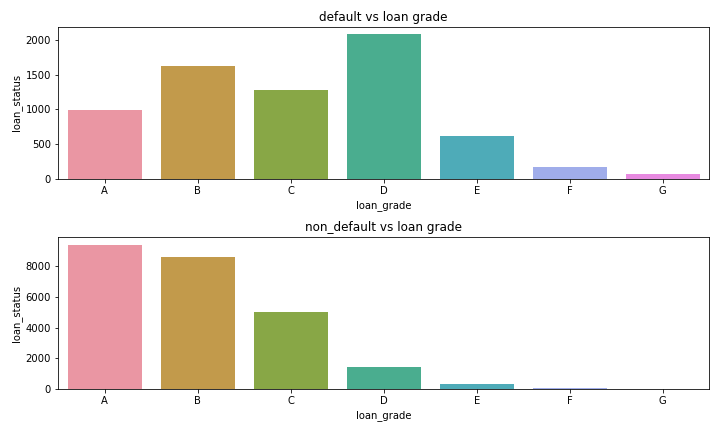 default vs loan grade
loan_status
2000
1500
1000
500
0
A B C D E F G
loan_grade
non_default vs loan grade
loan_status
8000
6000
4000
2000
0
A B C D E F G
loan_grade